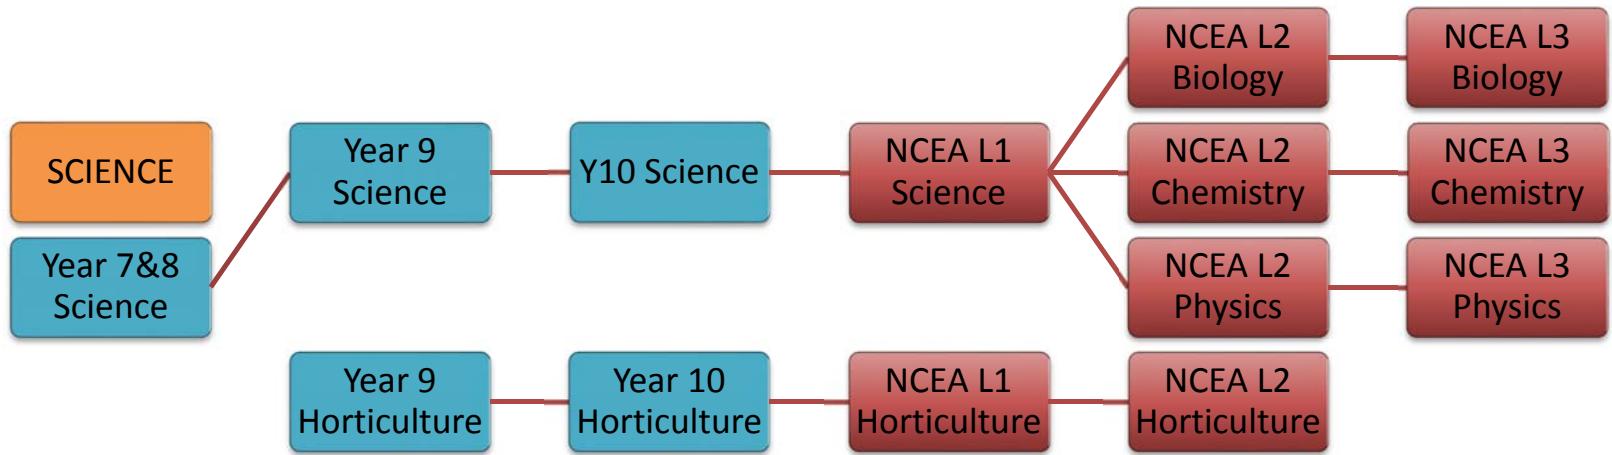 SCIENCE
Year 7&8
Science
Year 9
Science
Y10 Science
NCEA L1
Science
NCEA L2
Biology
NCEA L3
Biology
NCEA L2
Chemistry
NCEA L3
Chemistry
NCEA L2
Physics
NCEA L3
Physics
Year 9
Horticulture
Year 10
Horticulture
NCEA L1
Horticulture
NCEA L2
Horticulture